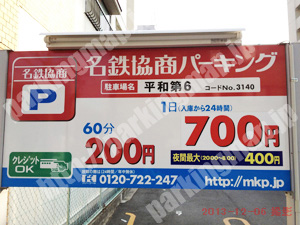 名鉄協商
P
名鉄協商パーキング
駐車場名 平和第6 コードNo.3140
1日(入庫から24時間)
60分 200円
700円
夜間最大(20:00~8:00) 400円
クレジットOK
0120-722-247
http://mkp.jp